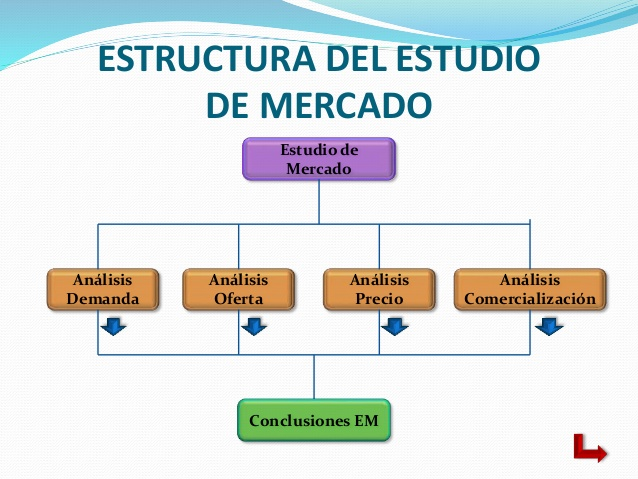 ESTRUCTURA DEL ESTUDIO
DE MERCADO
Estudio de
Mercado
Análisis
Demanda
Análisis
Oferta
Análisis
Precio
Análisis
Comercialización
Conclusiones EM